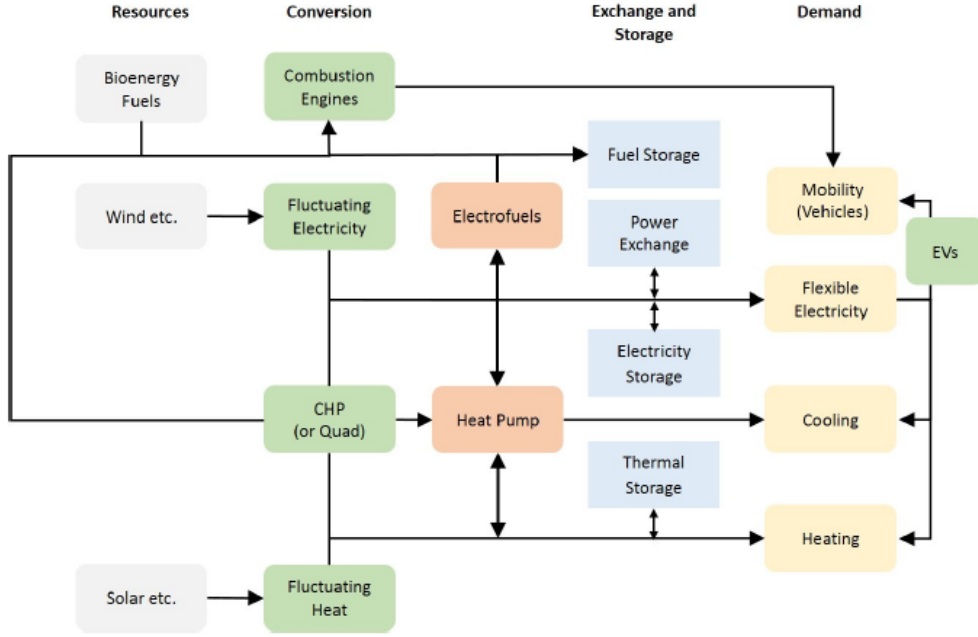 Resources
Conversion
Exchange and
Storage
Demand
Bioenergy
Fuels
Combustion
Engines
Fuel Storage
Mobility
(Vehicles)
Wind etc.
Fluctuating
Electricity
Electrofuels
Power
Exchange
EVs
Flexible
Electricity
Electricity
Storage
CHP
(or Quad)
Heat Pump
Cooling
Thermal
Storage
Heating
Solar etc.
Fluctuating
Heat